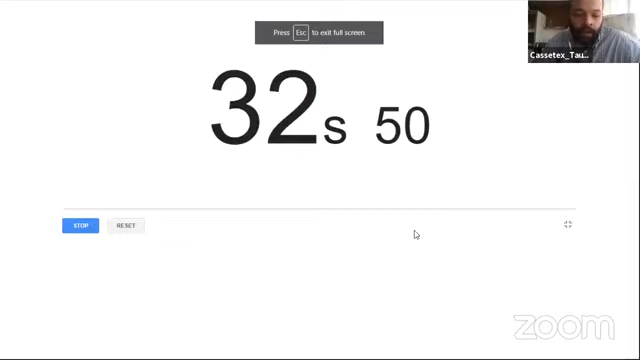 Press Esc to exit full screen
Cassetex_Tau...
32s 50
STOP RESET
zoom